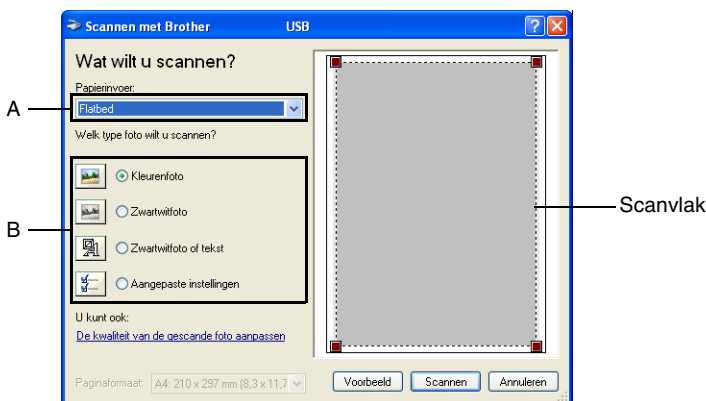 Scannen met Brother USB
Wat wilt u scannen?
Papierinvoer:
A
Flatbed
Welk type foto wilt u scannen?
Kleurenfoto
Scanvlak
Zwartwitfoto
B
Zwartwitfoto of tekst
Aangepaste instellingen
U kunt ook:
De kwaliteit van de gescande foto aanpassen
Paginaformaat: A4: 210 x 297 mm (8,3 x 11,7
Voorbeeld Scannen Annuleren